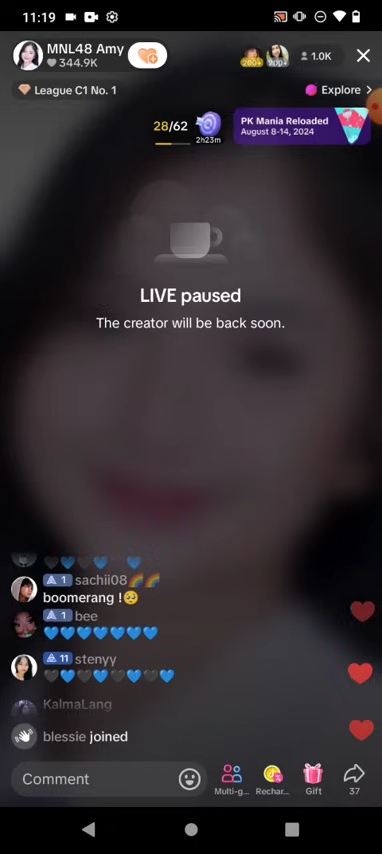 11:19
MNL48 Amy
344.9K
200+
200+
1.0K
League C1 No. 1
Explore >
28/62
2h23m
PK Mania Reloaded
August 8-14, 2024
LIVE paused
The creator will be back soon.
1 sachii08🌈🌈
boomerang !🥺
1 bee
💙💙💙💙💙💙💙
11 stenyy
🖤💙🖤💙🖤💙🖤💙
KalmaLang
blessie joined
Comment
Multi-g...
Rechar...
Gift
37